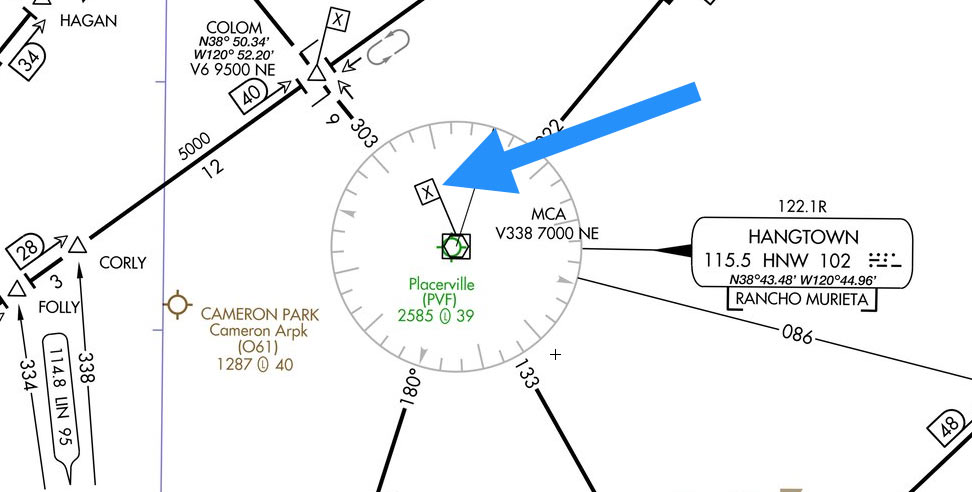 HAGAN
34
COLOM
N38° 50.34'
W120° 52.20'
V6 9500 NE
X
40
9
303
5000
12
X
MCA
V338 7000 NE
122.1R
HANGTOWN
115.5 HNW 102
N38°43.48' W120°44.96'
RANCHO MURIETA
28
CORLY
3
FOLLY
Placerville
(PVF)
2585 Ⓛ 39
CAMERON PARK
Cameron Arpk
(O61)
1287 Ⓛ 40
086
334
114.8 LIN 95
338
180°
133
48